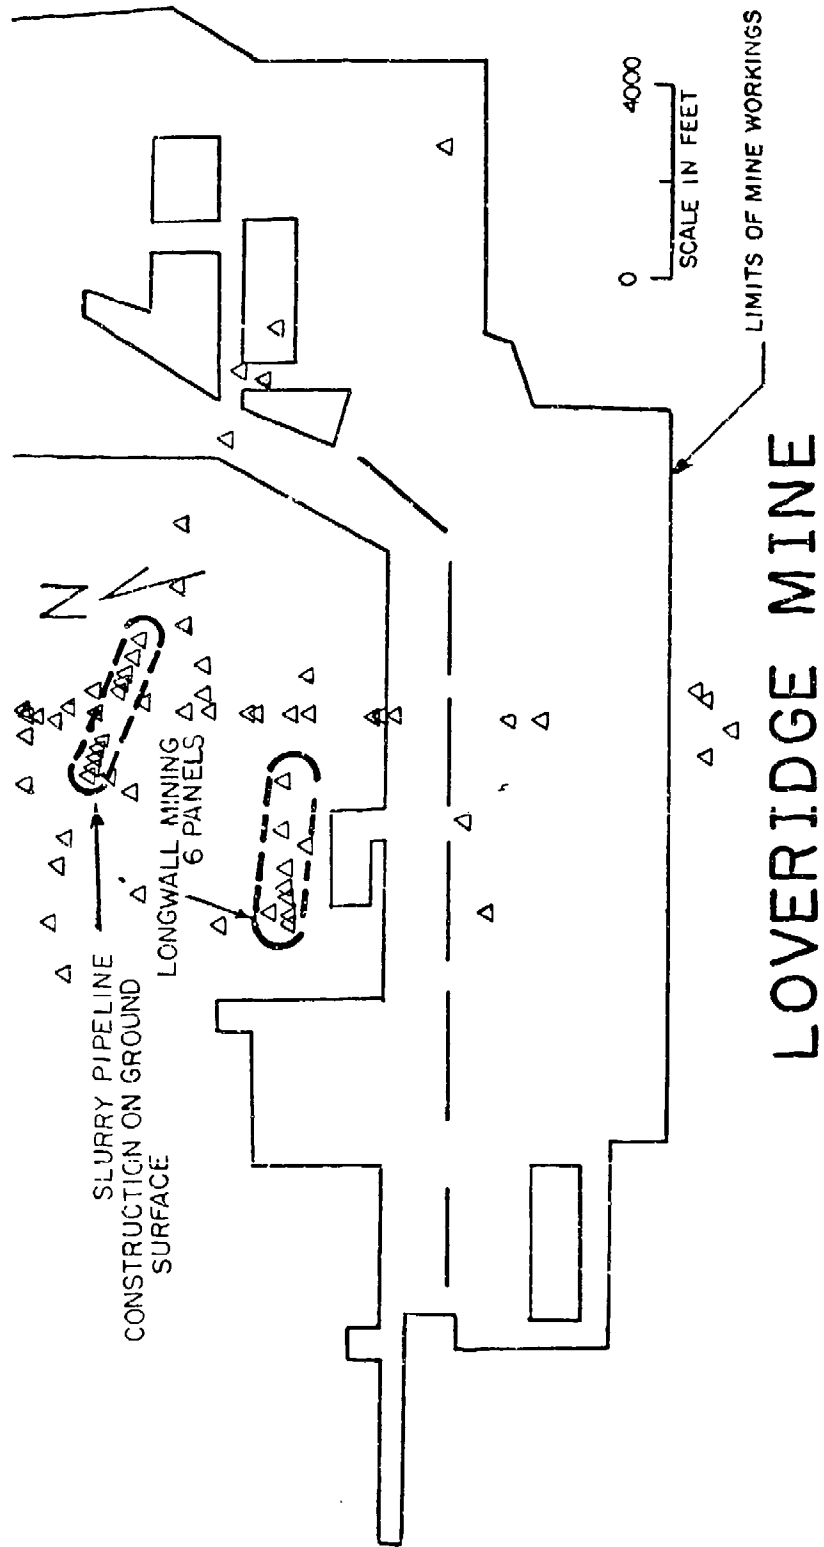 SLURRY PIPELINE
CONSTRUCTION ON GROUND
SURFACE
LONGWALL MINING
6 PANELS
N
0 4000
SCALE IN FEET
LIMITS OF MINE WORKINGS
LOVERIDGE MINE